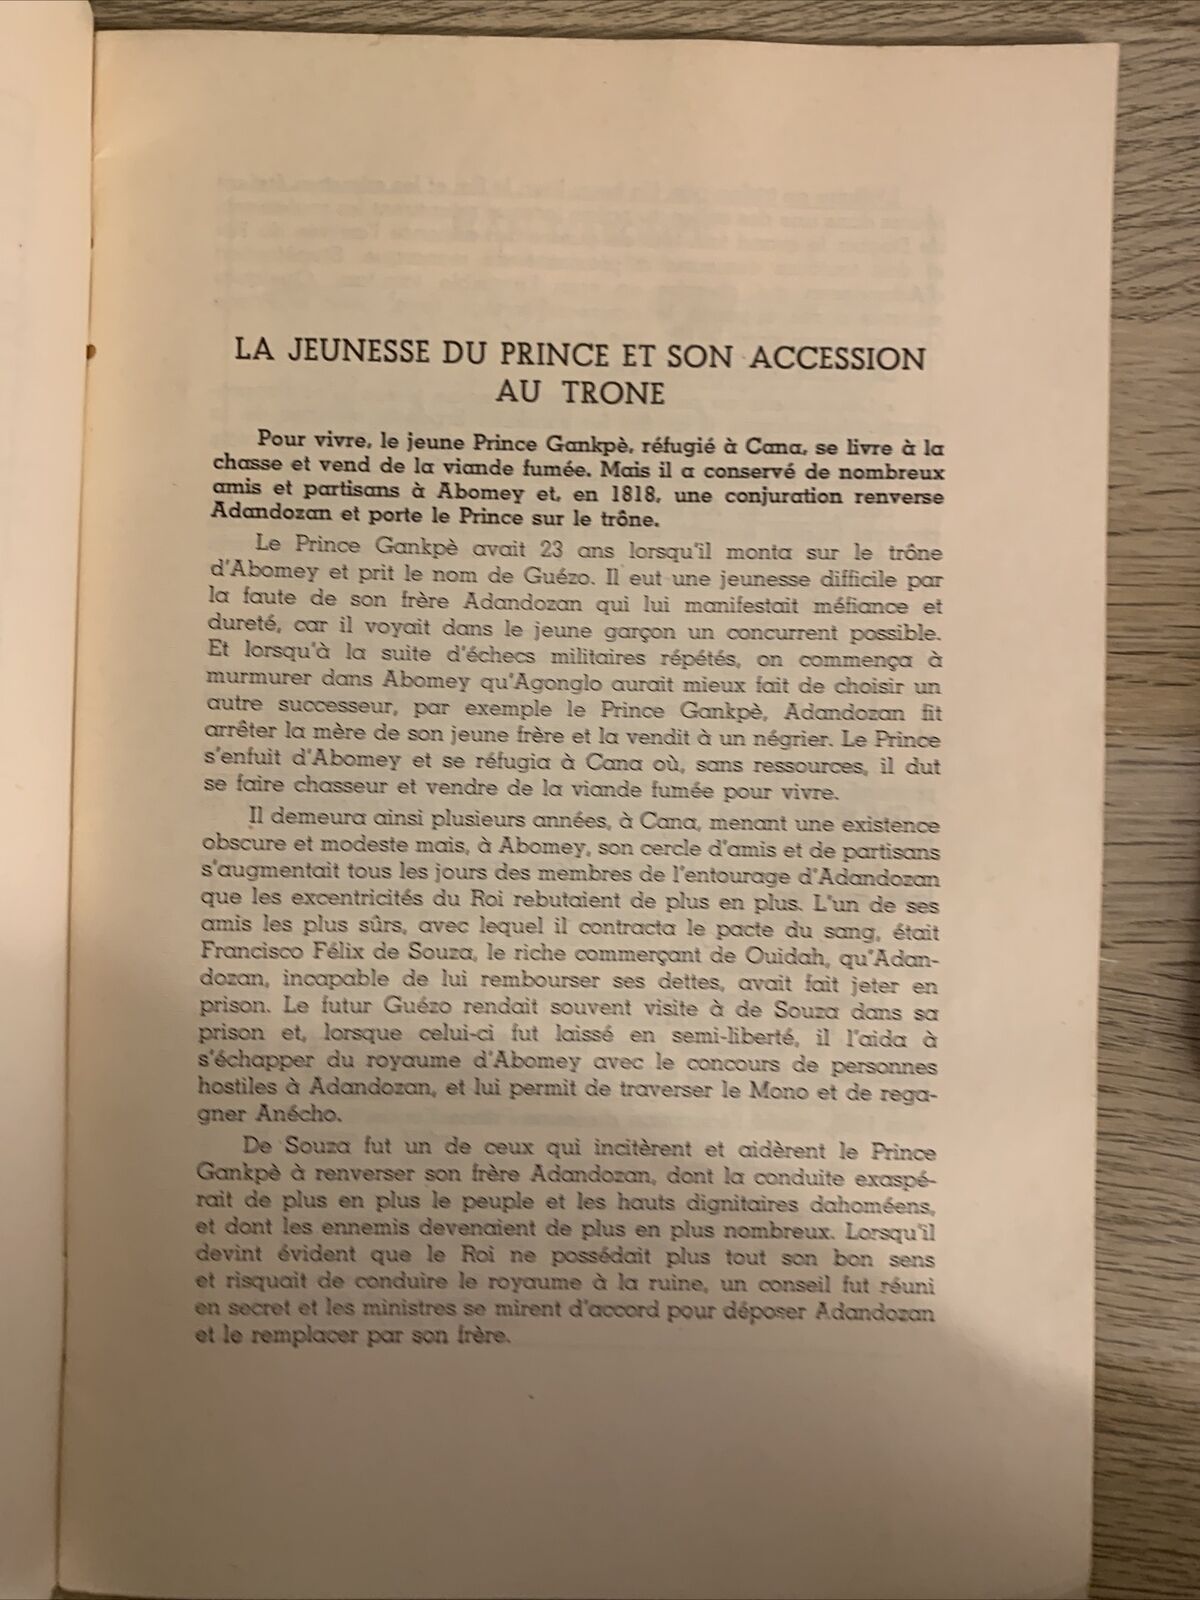 LA JEUNESSE DU PRINCE ET SON ACCESSION
AU TRONE
Pour vivre, le jeune Prince Gankpè, réfugié à Cana, se livre à la
chasse et vend de la viande fumée. Mais il a conservé de nombreux
amis et partisans à Abomey et, en 1818, une conjuration renverse
Adandozan et porte le Prince sur le trône.
Le Prince Gankpè avait 23 ans lorsqu'il monta sur le trône
d'Abomey et prit le nom de Guézo. Il eut une jeunesse difficile par
la faute de son frère Adandozan qui lui manifestait méfiance et
dureté, car il voyait dans le jeune garçon un concurrent possible.
Et lorsqu'à la suite d'échecs militaires répétés, on commença à
murmurer dans Abomey qu'Agonglo aurait mieux fait de choisir un
autre successeur, par exemple le Prince Gankpè, Adandozan fit
arrêter la mère de son jeune frère et la vendit à un négrier. Le Prince
s'enfuit d'Abomey et se réfugia à Cana où, sans ressources, il dut
se faire chasseur et vendre de la viande fumée pour vivre.
Il demeura ainsi plusieurs années, à Cana, menant une existence
obscure et modeste mais, à Abomey, son cercle d'amis et de partisans
s'augmentait tous les jours des membres de l'entourage d'Adandozan
que les excentricités du Roi rebutaient de plus en plus. L'un de ses
amis les plus sûrs, avec lequel il contracta le pacte du sang, était
Francisco Félix de Souza, le riche commerçant de Ouidah, qu'Adan-
dozan, incapable de lui rembourser ses dettes, avait fait jeter en
prison. Le futur Guézo rendait souvent visite à de Souza dans sa
prison et, lorsque celui-ci fut laissé en semi-liberté, il l'aida à
s'échapper du royaume d'Abomey avec le concours de personnes
hostiles à Adandozan, et lui permit de traverser le Mono et de rega-
gner Anécho.
De Souza fut un de ceux qui incitèrent et aidèrent le Prince
Gankpè à renverser son frère Adandozan, dont la conduite exaspé-
rait de plus en plus le peuple et les hauts dignitaires dahoméens,
et dont les ennemis devenaient de plus en plus nombreux. Lorsqu'il
devint évident que le Roi ne possédait plus tout son bon sens
et risquait de conduire le royaume à la ruine, un conseil fut réuni
en secret et les ministres se mirent d'accord pour déposer Adandozan
et le remplacer par son frère.